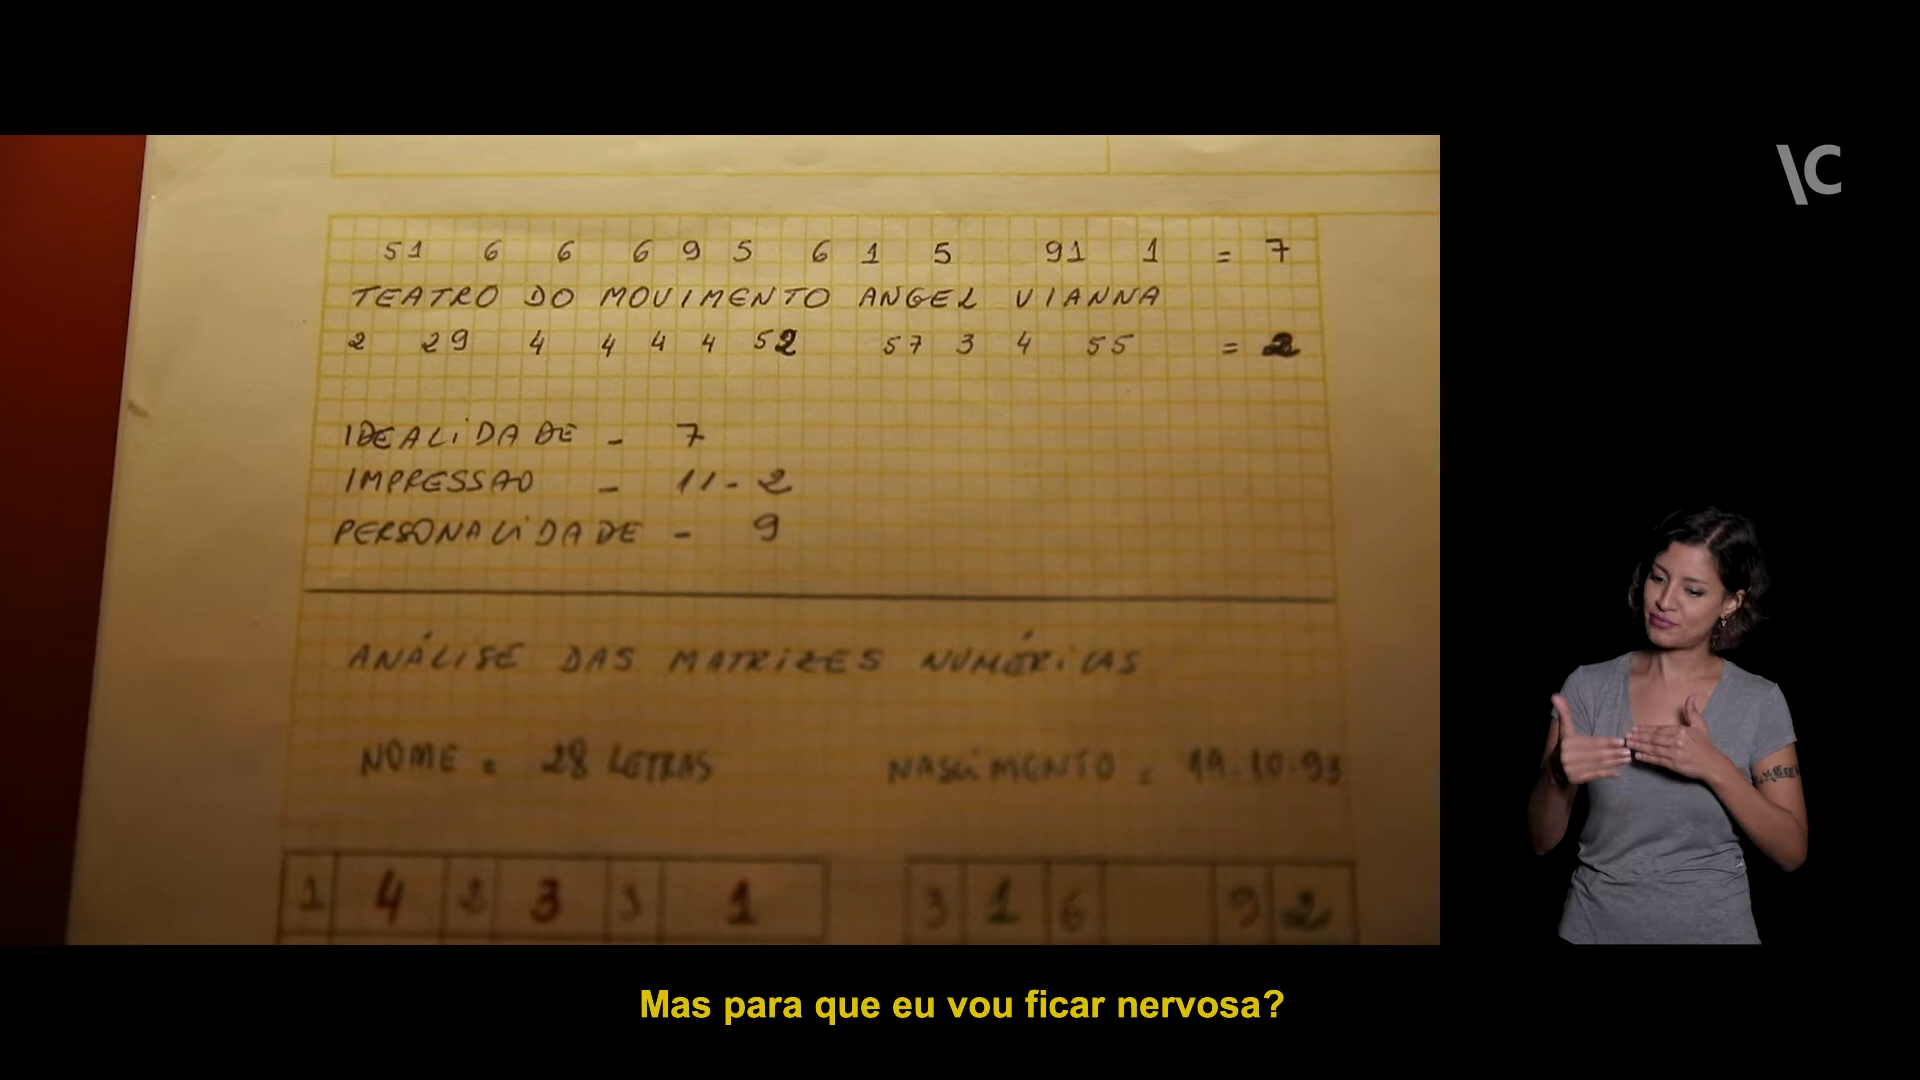 \C
51 6 6 6 9 5 6 1 5 91 1 = 7
TEATRO DO MOVIMENTO ANGEL VIANNA
2 29 4 4 4 4 52 57 3 4 55 = 2
IDEALIDADE - 7
IMPRESSAO - 11-2
PERSONALIDADE - 9
ANÁLISE DAS MATRIZES NUMÉRICAS
NOME = 28 LETRAS NASCIMENTO = 19.10.93
1 4 2 3 3 1 3 1 6 9 2
Mas para que eu vou ficar nervosa?